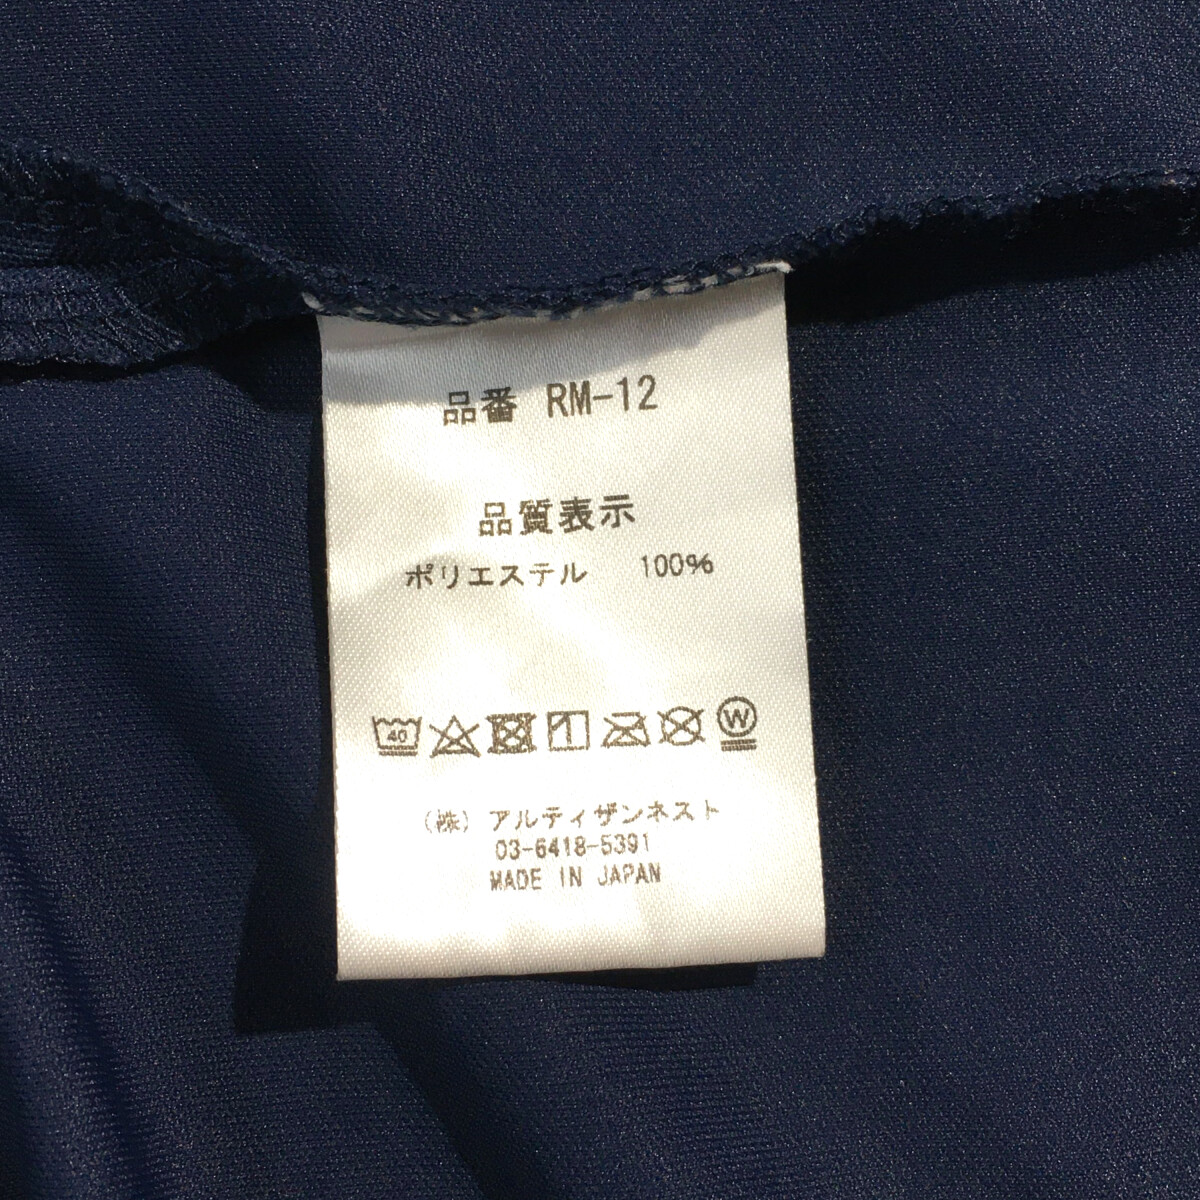 品番 RM-12
品質表示
ポリエステル 100%
40 W
(株) アルティザンネスト
03-6418-5391
MADE IN JAPAN